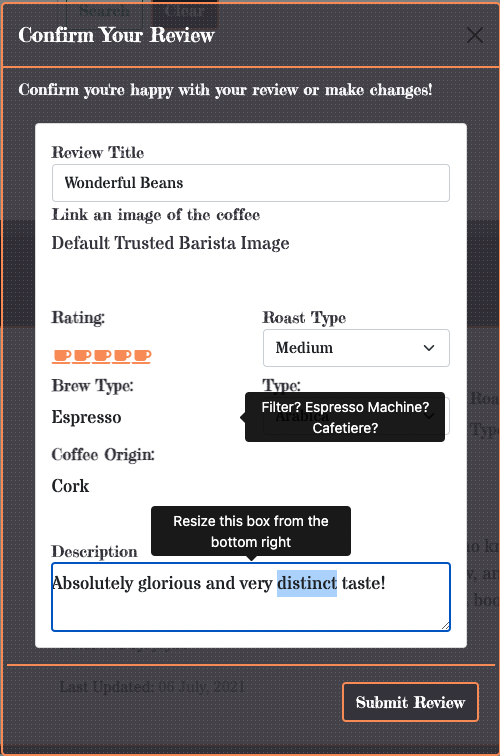 Search
Clear
Confirm Your Review
Confirm you're happy with your review or make changes!
Review Title
Wonderful Beans
Link an image of the coffee
Default Trusted Barista Image
Rating:
Roast Type
Medium
Brew Type:
Type:
Espresso
Filter? Espresso Machine?
Cafetiere?
Arabica
Coffee Origin:
Cork
Resize this box from the
bottom right
Description
Absolutely glorious and very distinct taste!
Last Updated: 06 July, 2021
Submit Review